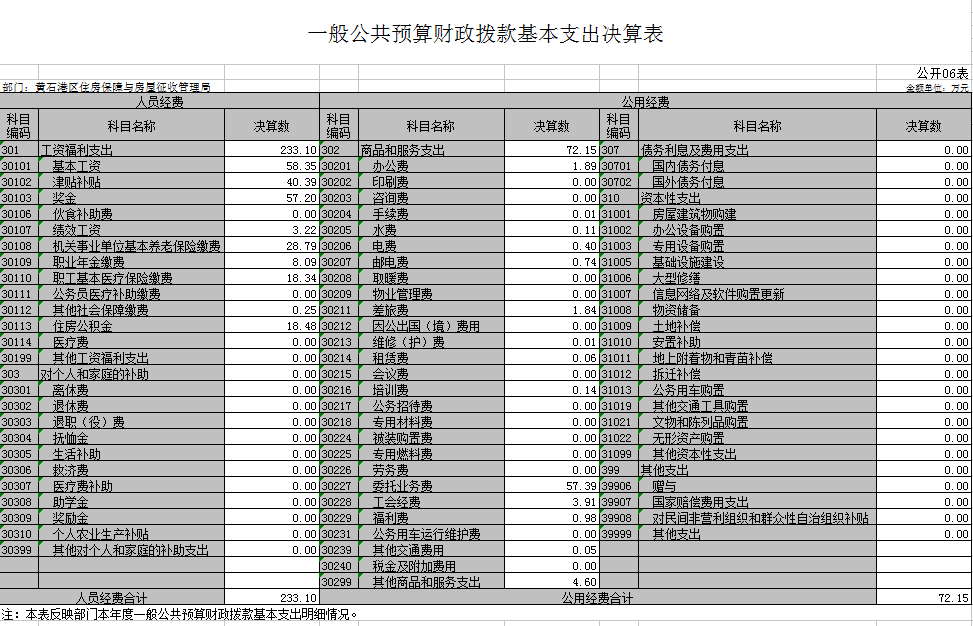 一般公共预算财政拨款基本支出决算表
公开06表
部门：黄石港区住房保障与房屋征收管理局 金额单位：万元
人员经费 公用经费
科目编码 科目名称 决算数 科目编码 科目名称 决算数 科目编码 科目名称 决算数
301 工资福利支出 233.10 302 商品和服务支出 72.15 307 债务利息及费用支出 0.00
30101 基本工资 58.35 30201 办公费 1.89 30701 国内债务付息 0.00
30102 津贴补贴 40.39 30202 印刷费 0.00 30702 国外债务付息 0.00
30103 奖金 57.20 30203 咨询费 0.00 310 资本性支出 0.00
30106 伙食补助费 0.00 30204 手续费 0.01 31001 房屋建筑物购建 0.00
30107 绩效工资 3.22 30205 水费 0.11 31002 办公设备购置 0.00
30108 机关事业单位基本养老保险缴费 28.79 30206 电费 0.40 31003 专用设备购置 0.00
30109 职业年金缴费 8.09 30207 邮电费 0.74 31005 基础设施建设 0.00
30110 职工基本医疗保险缴费 18.34 30208 取暖费 0.00 31006 大型修缮 0.00
30111 公务员医疗补助缴费 0.00 30209 物业管理费 0.00 31007 信息网络及软件购置更新 0.00
30112 其他社会保障缴费 0.25 30211 差旅费 1.84 31008 物资储备 0.00
30113 住房公积金 18.48 30212 因公出国（境）费用 0.00 31009 土地补偿 0.00
30114 医疗费 0.00 30213 维修（护）费 0.01 31010 安置补助 0.00
30199 其他工资福利支出 0.00 30214 租赁费 0.06 31011 地上附着物和青苗补偿 0.00
303 对个人和家庭的补助 0.00 30215 会议费 0.00 31012 拆迁补偿 0.00
30301 离休费 0.00 30216 培训费 0.14 31013 公务用车购置 0.00
30302 退休费 0.00 30217 公务招待费 0.00 31019 其他交通工具购置 0.00
30303 退职（役）费 0.00 30218 专用材料费 0.00 31021 文物和陈列品购置 0.00
30304 抚恤金 0.00 30224 被装购置费 0.00 31022 无形资产购置 0.00
30305 生活补助 0.00 30225 专用燃料费 0.00 31099 其他资本性支出 0.00
30306 救济费 0.00 30226 劳务费 0.00 399 其他支出 0.00
30307 医疗费补助 0.00 30227 委托业务费 57.39 39906 赠与 0.00
30308 助学金 0.00 30228 工会经费 3.91 39907 国家赔偿费用支出 0.00
30309 奖励金 0.00 30229 福利费 0.98 39908 对民间非营利组织和群众性自治组织补贴 0.00
30310 个人农业生产补贴 0.00 30231 公务用车运行维护费 0.00 39999 其他支出 0.00
30399 其他对个人和家庭的补助支出 0.00 30239 其他交通费用 0.05
30240 税金及附加费用 0.00
30299 其他商品和服务支出 4.60
人员经费合计 233.10 公用经费合计 72.15
注：本表反映部门本年度一般公共预算财政拨款基本支出明细情况。